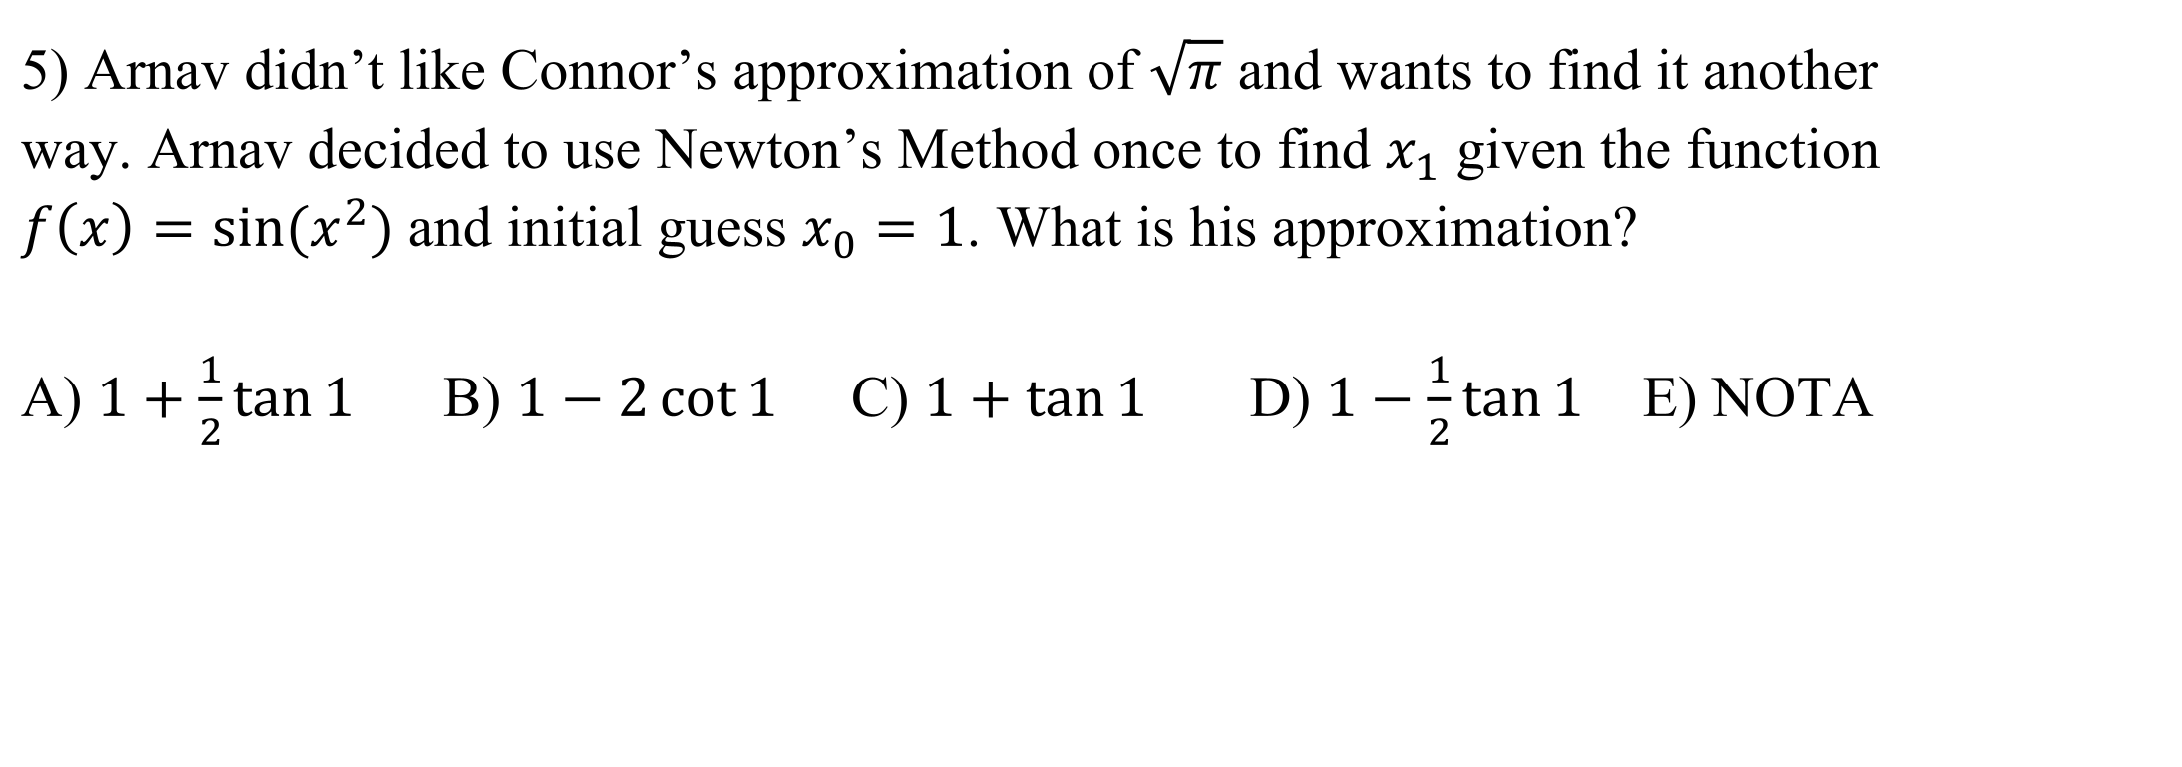 5) Arnav didn’t like Connor’s approximation of √π and wants to find it another
way. Arnav decided to use Newton’s Method once to find x₁ given the function
f(x) = sin(x²) and initial guess x₀ = 1. What is his approximation?
A) 1 + 1/2 tan 1 B) 1 − 2 cot 1 C) 1 + tan 1 D) 1 − 1/2 tan 1 E) NOTA